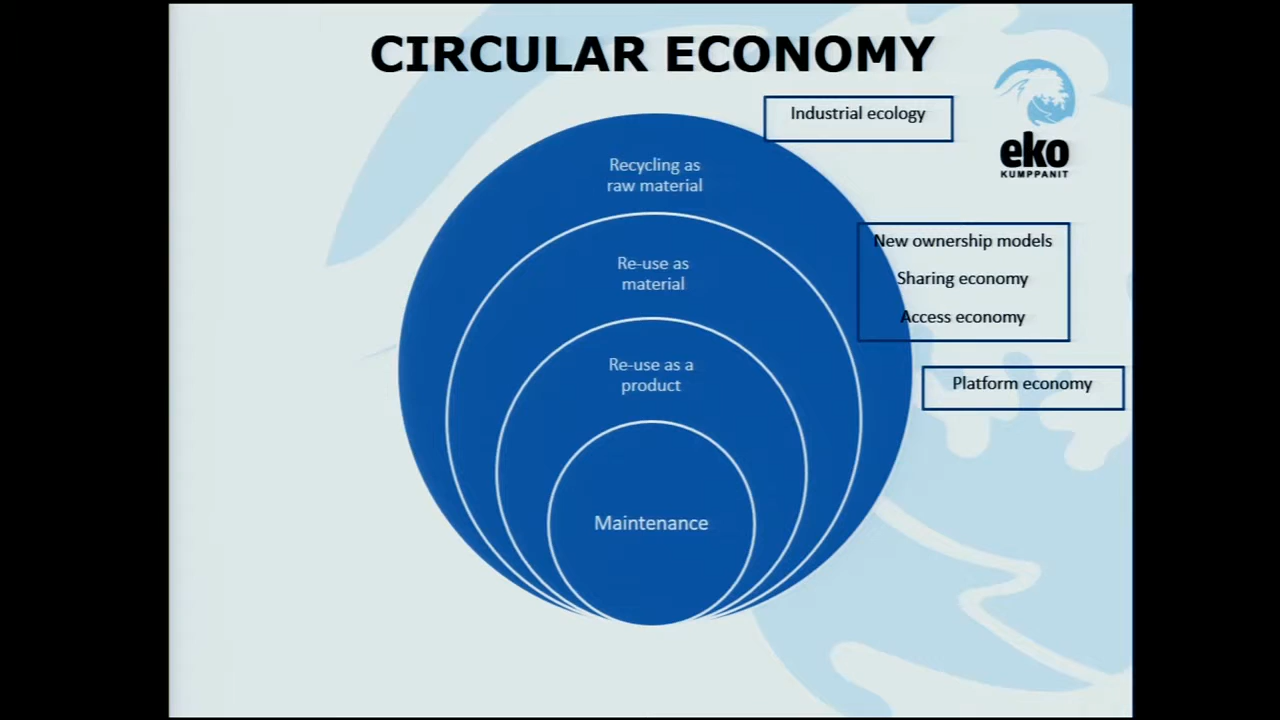 CIRCULAR ECONOMY
Industrial ecology
eko
KUMPPANIT
Recycling as
raw material
New ownership models
Sharing economy
Access economy
Re-use as
material
Re-use as a
product
Platform economy
Maintenance